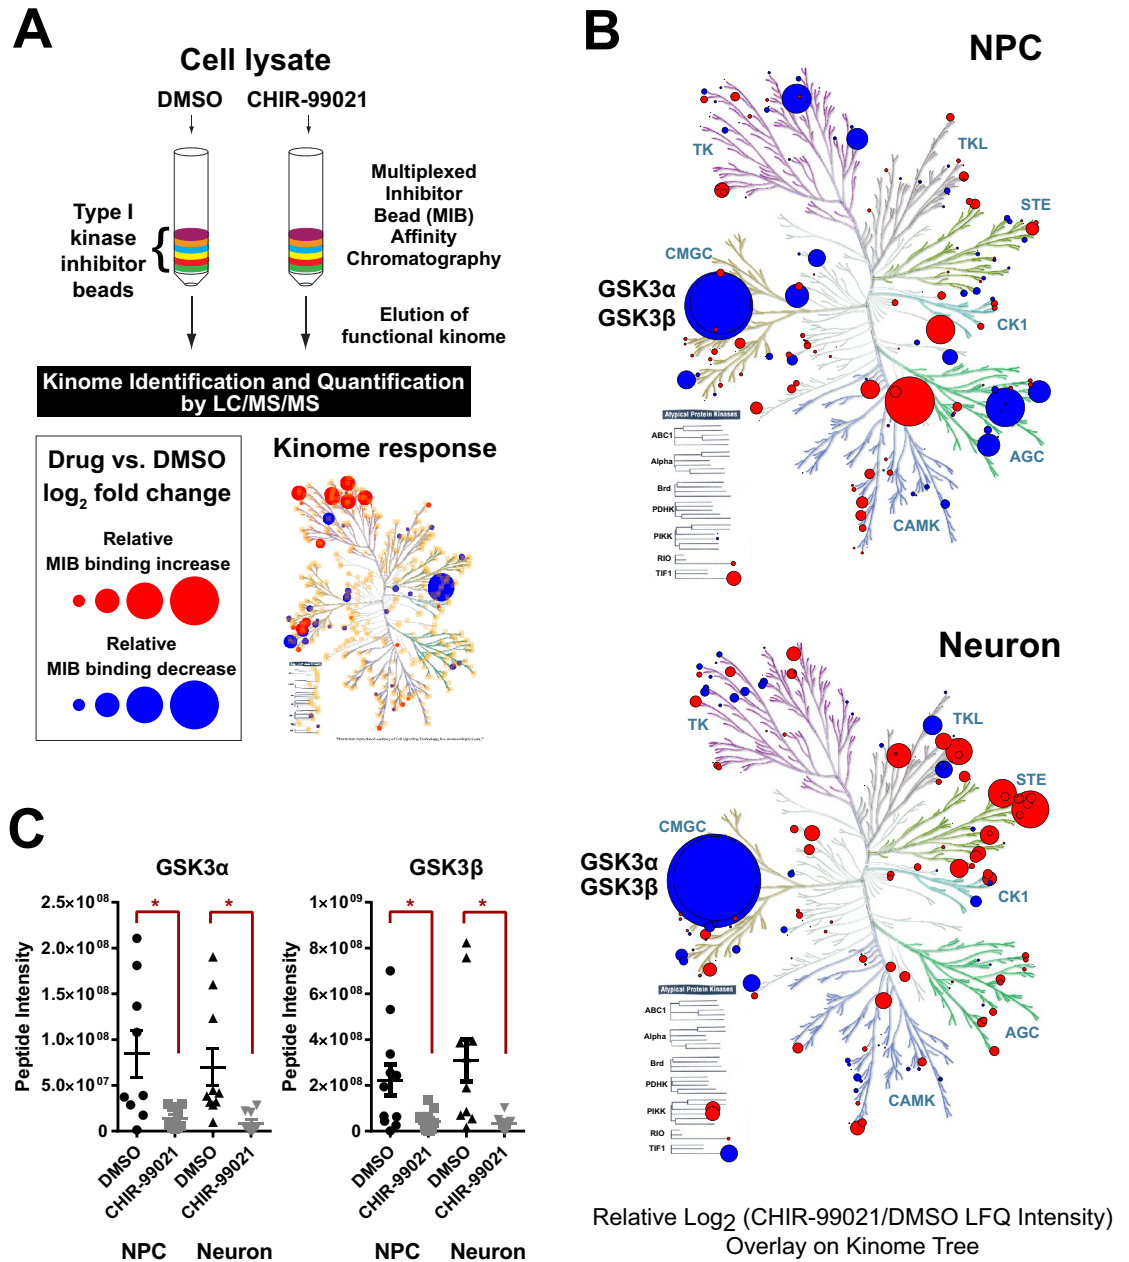 A
Cell lysate
DMSO CHIR-99021
Type I
kinase
inhibitor
beads
{
Multiplexed
Inhibitor
Bead (MIB)
Affinity
Chromatography
Elution of
functional kinome
Kinome Identification and Quantification
by LC/MS/MS
Drug vs. DMSO
log2 fold change
Relative
MIB binding increase
Relative
MIB binding decrease
Kinome response
B
NPC
TK
TKL
STE
CMGC
GSK3α
GSK3β
CK1
AGC
CAMK
Atypical Protein Kinases
ABC1
Alpha
Brd
PDHK
PIKK
RIO
TIF1
Neuron
TK
TKL
STE
CMGC
GSK3α
GSK3β
CK1
AGC
CAMK
Atypical Protein Kinases
ABC1
Alpha
Brd
PDHK
PIKK
RIO
TIF1
Relative Log2 (CHIR-99021/DMSO LFQ Intensity)
Overlay on Kinome Tree
C
GSK3α
Peptide Intensity
2.5×10^08
2.0×10^08
1.5×10^08
1.0×10^08
5.0×10^07
0
* *
DMSO
CHIR-99021
DMSO
CHIR-99021
NPC Neuron
GSK3β
Peptide Intensity
1×10^09
8×10^08
6×10^08
4×10^08
2×10^08
0
* *
DMSO
CHIR-99021
DMSO
CHIR-99021
NPC Neuron